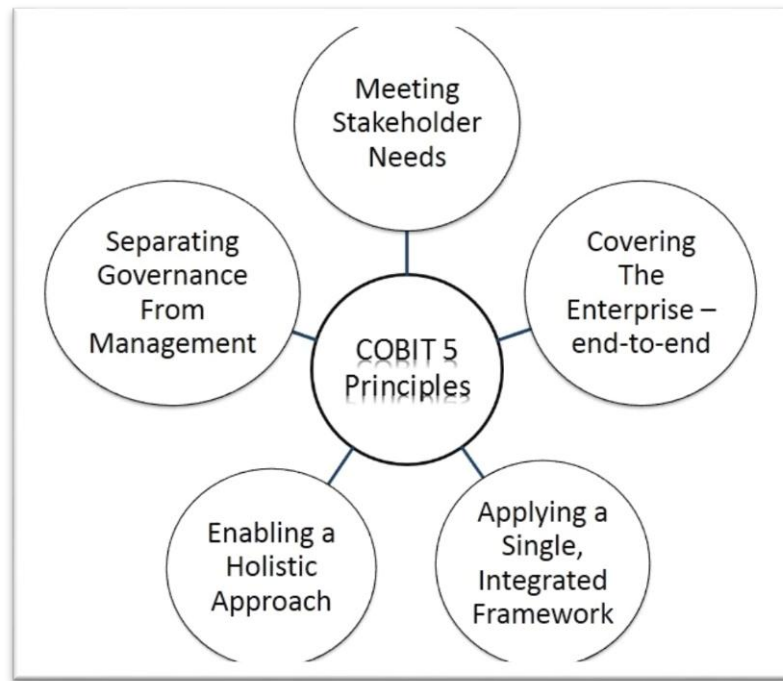 Meeting
Stakeholder
Needs
Separating
Governance
From
Management
Covering
The
Enterprise –
end-to-end
COBIT 5
Principles
Enabling a
Holistic
Approach
Applying a
Single,
Integrated
Framework